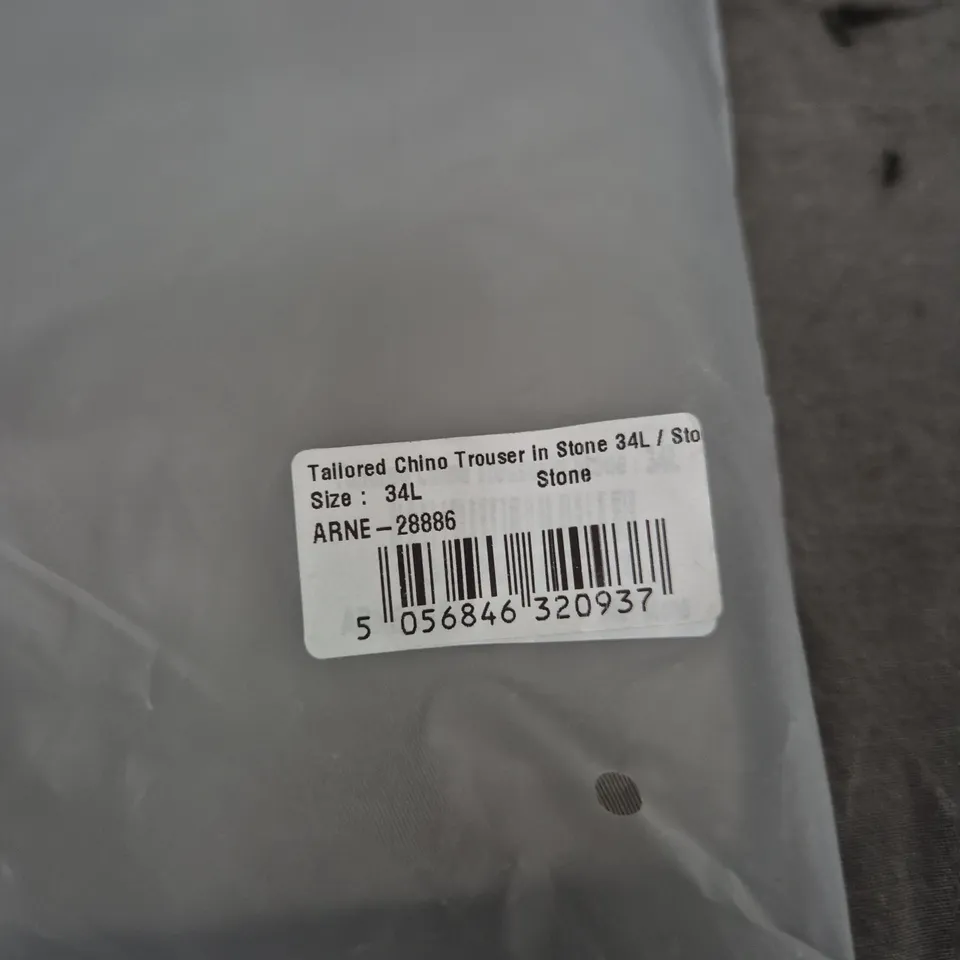 Tailored Chino Trouser in Stone 34L / Sto
Size : 34L Stone
ARNE-28886
5 056846 320937